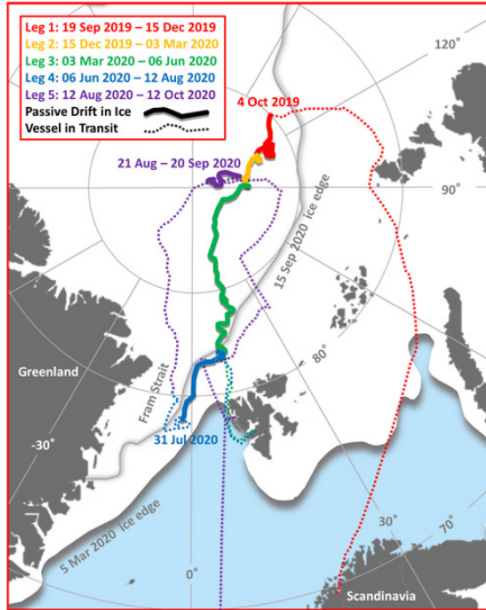 Leg 1: 19 Sep 2019 – 15 Dec 2019
Leg 2: 15 Dec 2019 – 03 Mar 2020
Leg 3: 03 Mar 2020 – 06 Jun 2020
Leg 4: 06 Jun 2020 – 12 Aug 2020
Leg 5: 12 Aug 2020 – 12 Oct 2020
Passive Drift in Ice
Vessel in Transit
120°
4 Oct 2019
21 Aug – 20 Sep 2020
90°
15 Sep 2020 ice edge
80°
Greenland
Fram Strait
-30°
31 Jul 2020
5 Mar 2020 ice edge
0°
30°
70°
Scandinavia